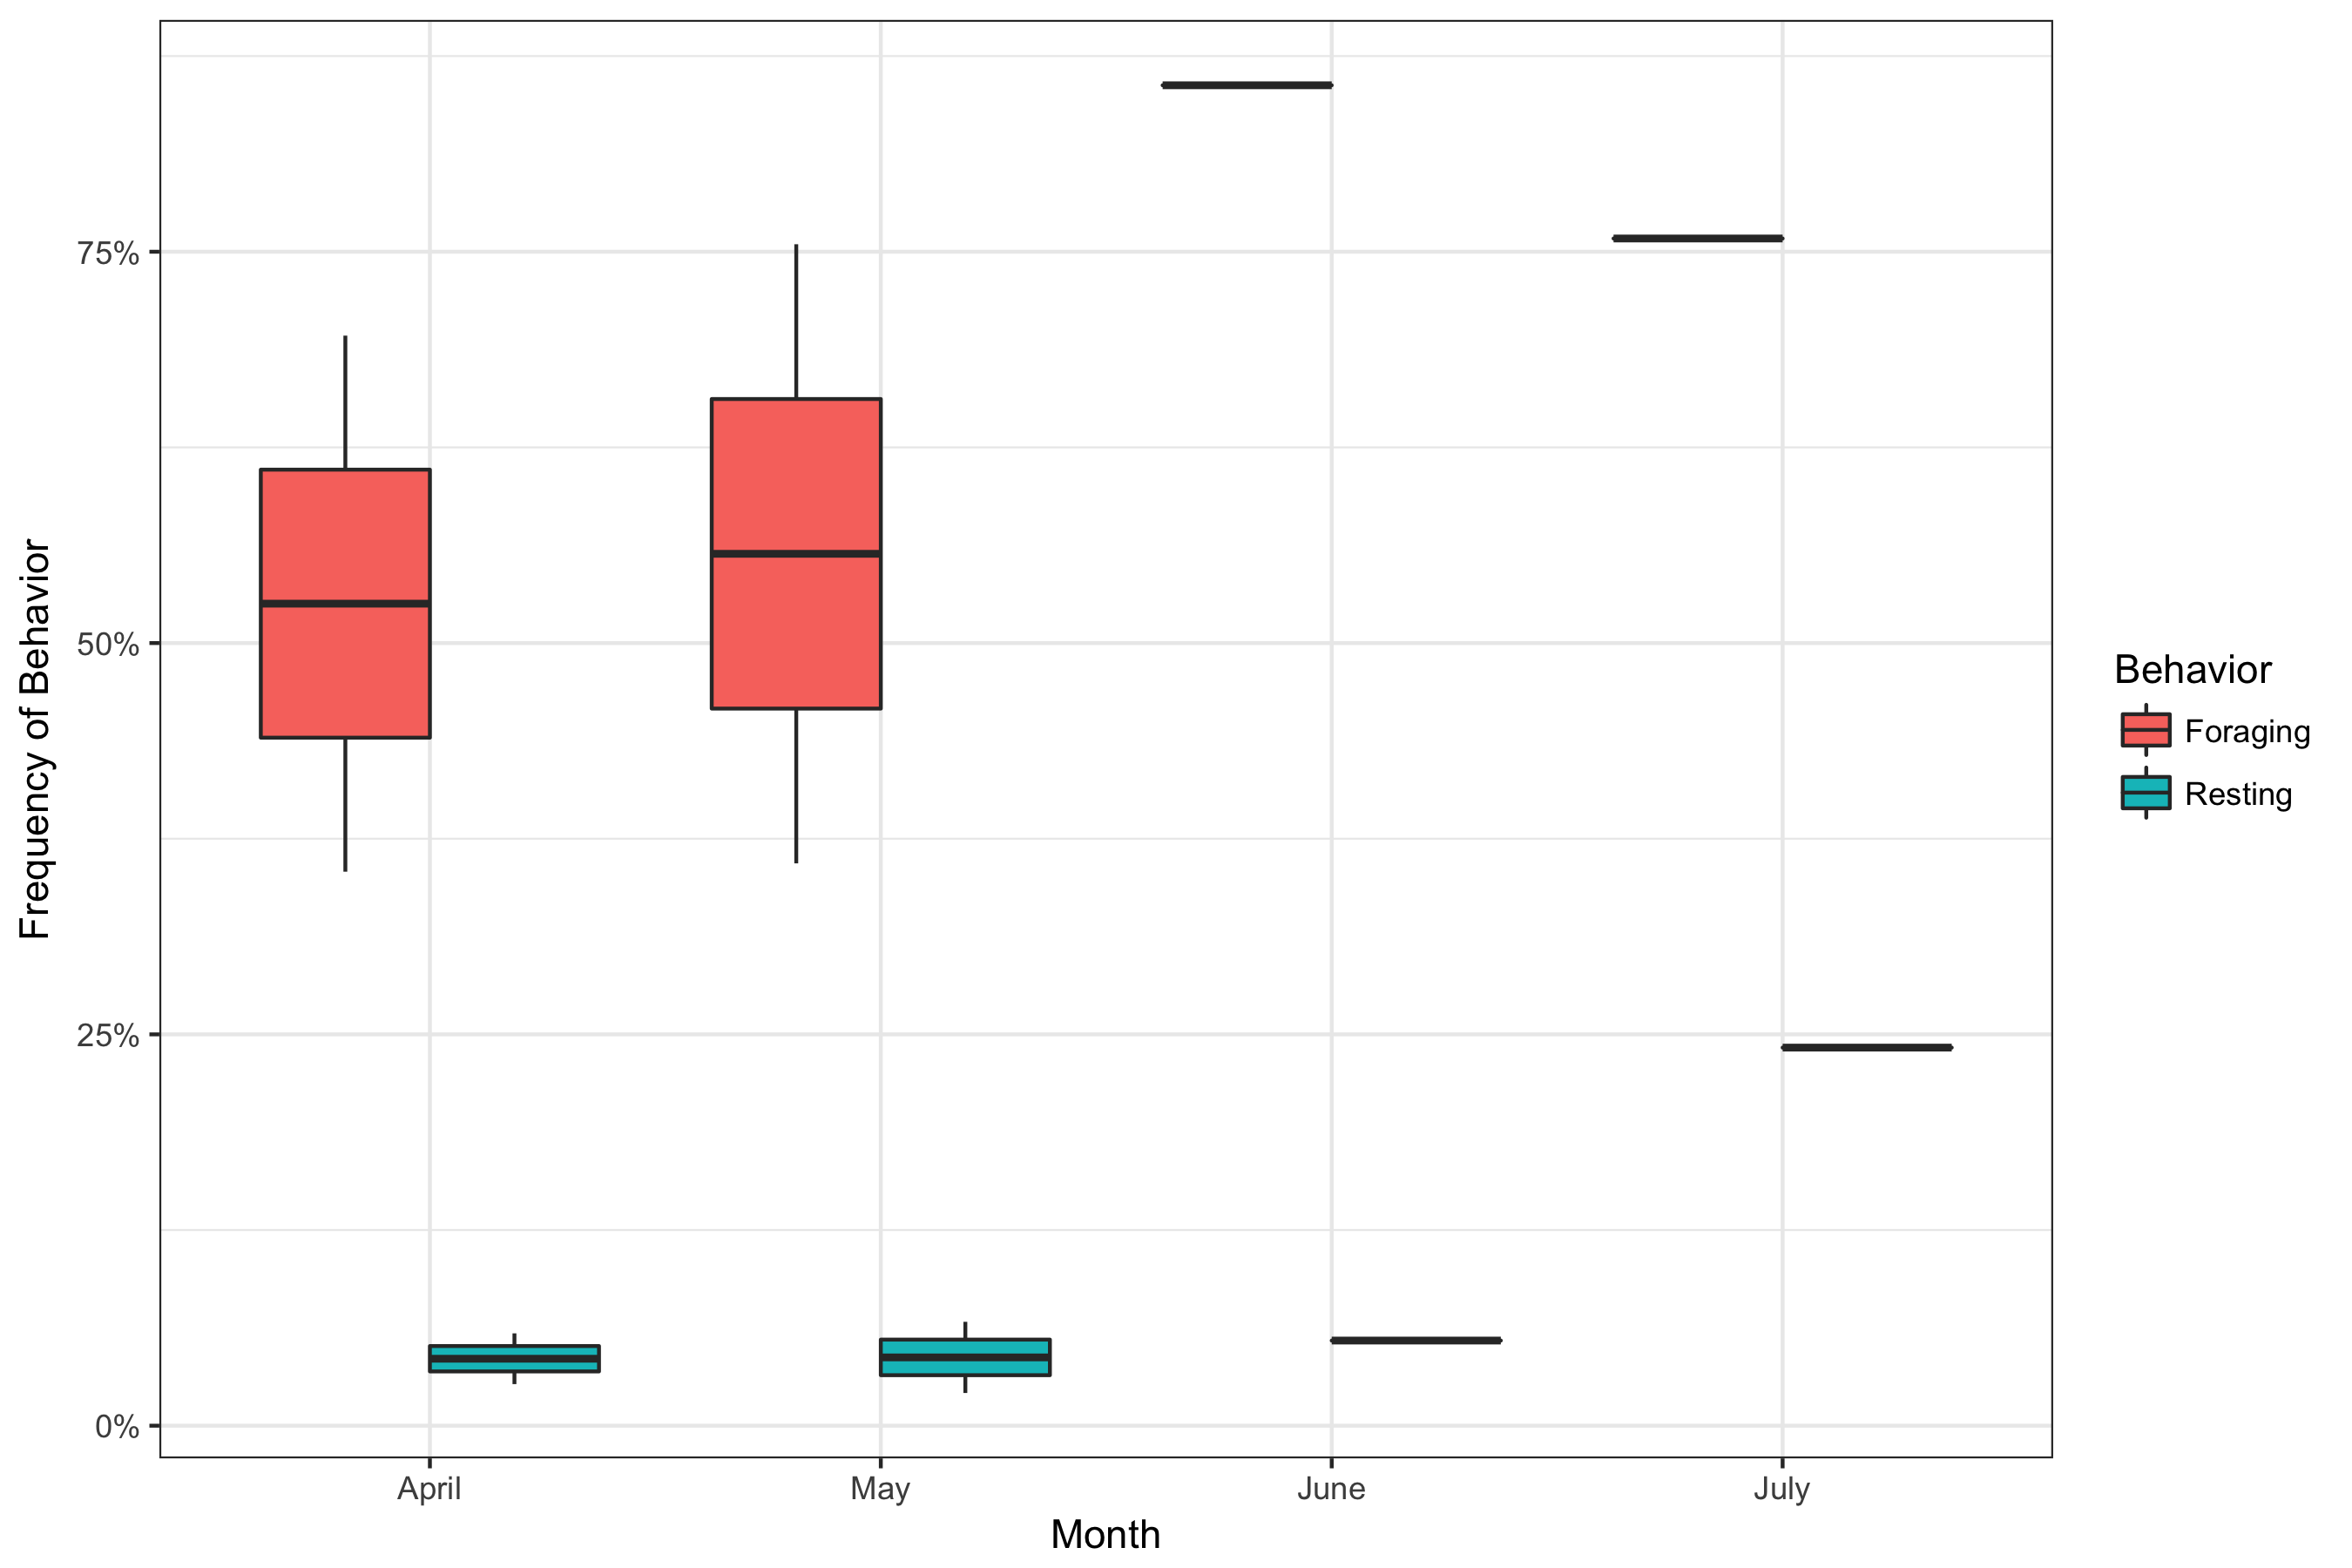 Frequency of Behavior
75%
50%
25%
0%
April
May
June
July
Month
Behavior
Foraging
Resting